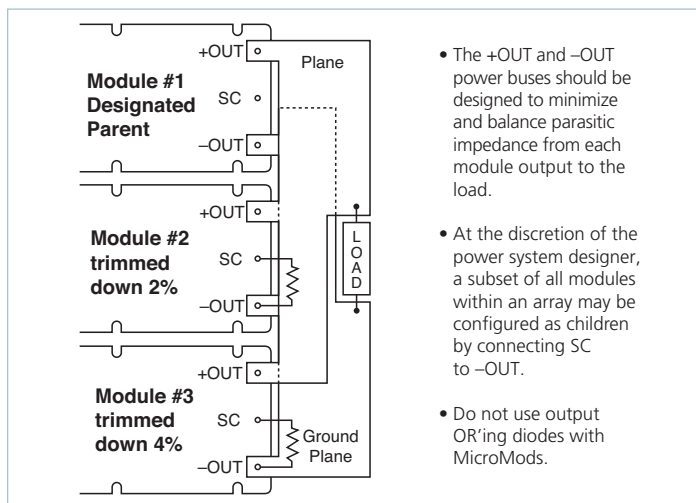 +OUT
Plane
Module #1
Designated
Parent
SC
–OUT
+OUT
Module #2
trimmed
down 2%
SC
–OUT
LOAD
+OUT
Module #3
trimmed
down 4%
SC
Ground
Plane
–OUT
• The +OUT and –OUT
power buses should be
designed to minimize
and balance parasitic
impedance from each
module output to the
load.
• At the discretion of the
power system designer,
a subset of all modules
within an array may be
configured as children
by connecting SC
to –OUT.
• Do not use output
OR’ing diodes with
MicroMods.